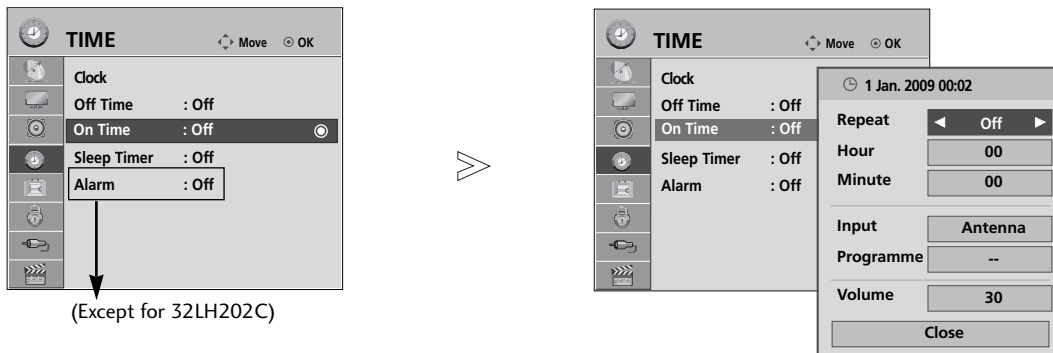 TIME
Move OK
Clock
Off Time : Off
On Time : Off
Sleep Timer : Off
Alarm : Off
(Except for 32LH202C)
TIME
Move OK
Clock
Off Time : Off
On Time : Off
Sleep Timer : Off
Alarm : Off
1 Jan. 2009 00:02
Repeat ◄ Off ►
Hour 00
Minute 00
Input Antenna
Programme --
Volume 30
Close